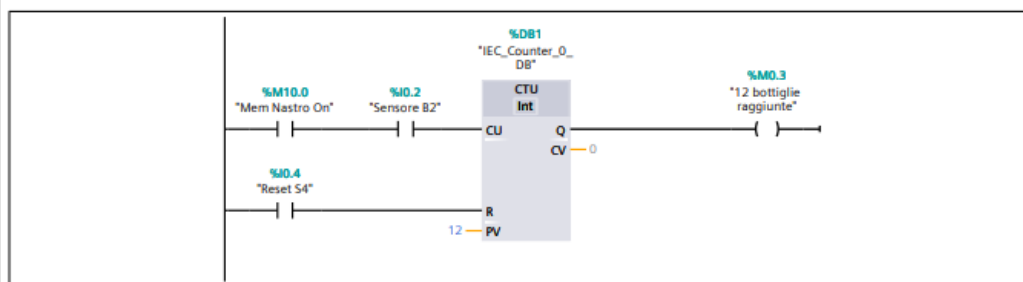 %DB1
"IEC_Counter_0_
DB"
%M10.0
"Mem Nastro On"
%I0.2
"Sensore B2"
CTU
Int
%M0.3
"12 bottiglie
raggiunte"
CU
Q
CV
0
%I0.4
"Reset S4"
R
12
PV